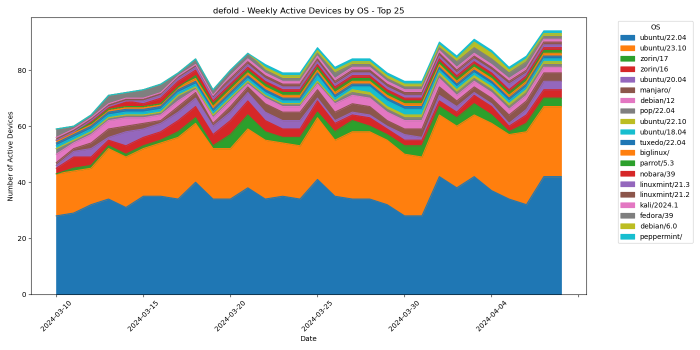 defold - Weekly Active Devices by OS - Top 25
Number of Active Devices
80
60
40
20
0
2024-03-10
2024-03-15
2024-03-20
2024-03-25
2024-03-30
2024-04-04
Date
OS
ubuntu/22.04
ubuntu/23.10
zorin/17
zorin/16
ubuntu/20.04
manjaro/
debian/12
pop/22.04
ubuntu/22.10
ubuntu/18.04
tuxedo/22.04
biglinux/
parrot/5.3
nobara/39
linuxmint/21.3
linuxmint/21.2
kali/2024.1
fedora/39
debian/6.0
peppermint/